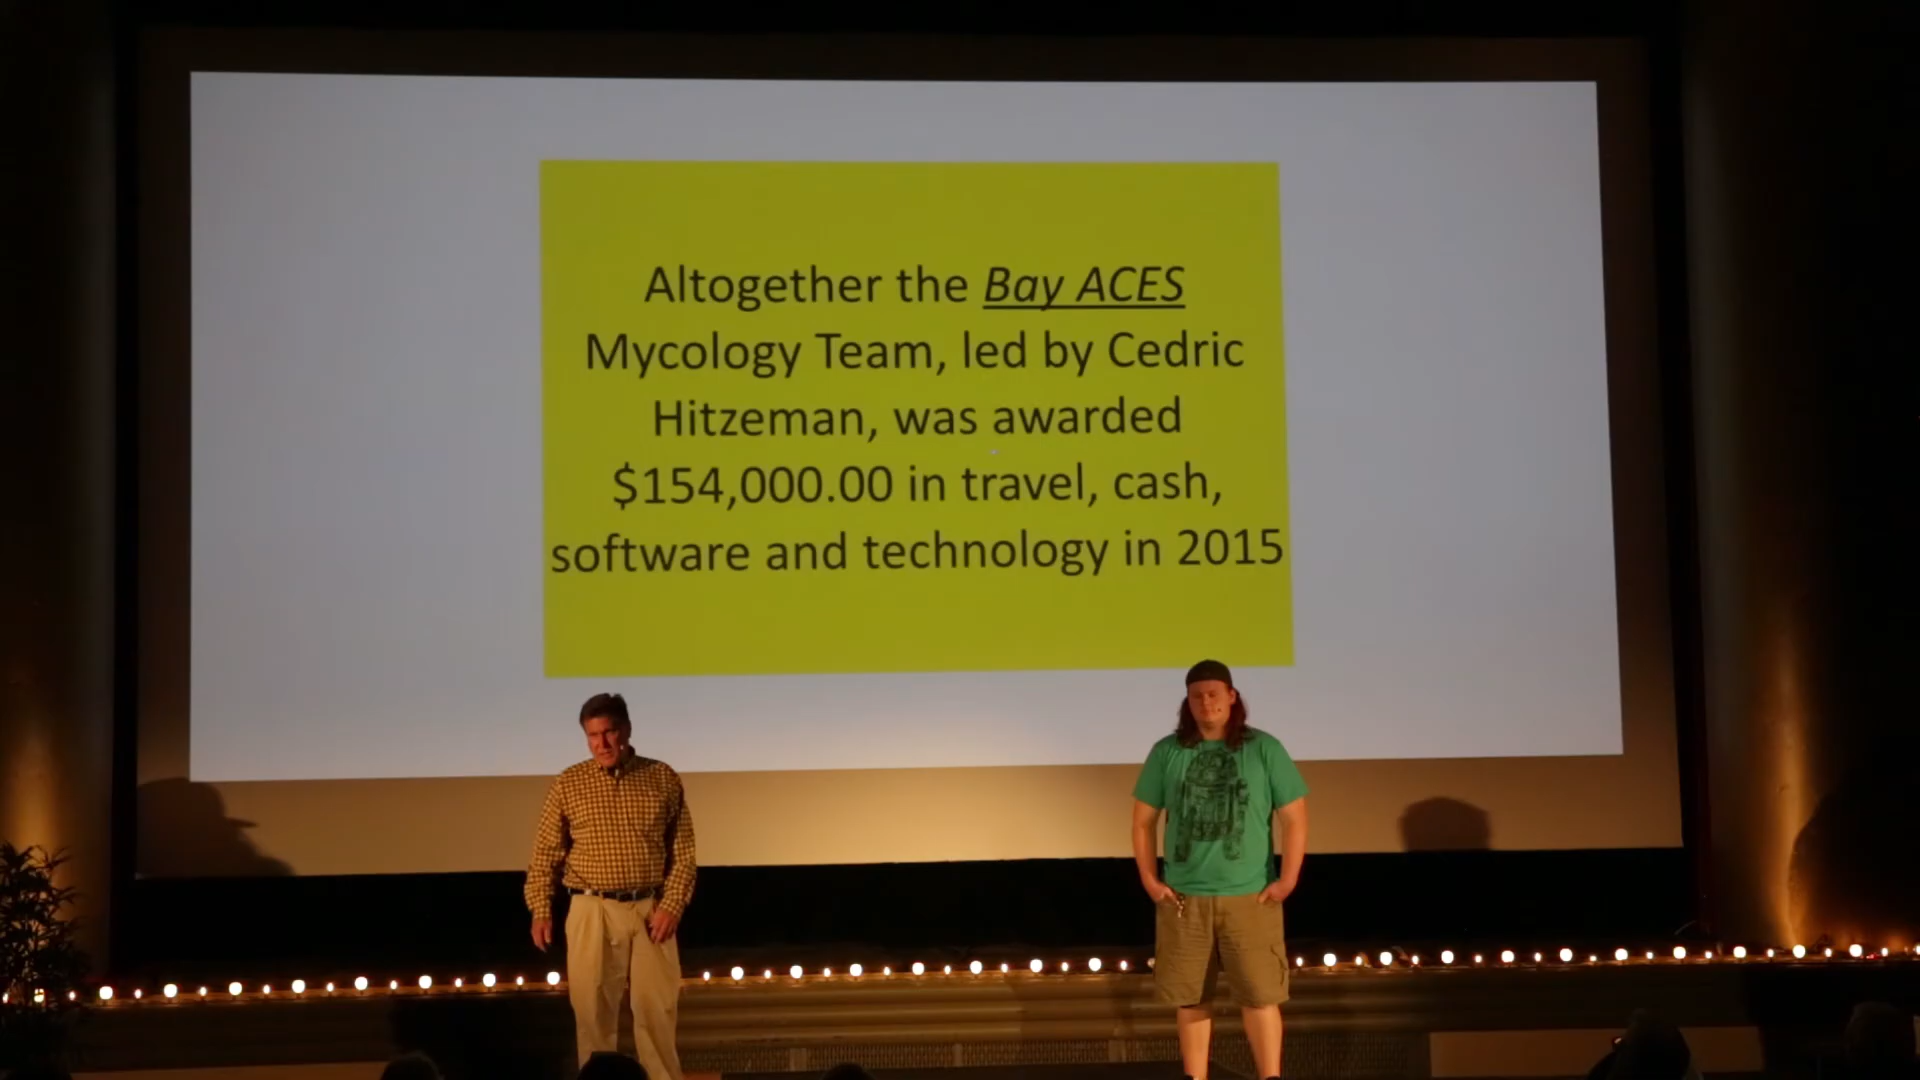 Altogether the Bay ACES
Mycology Team, led by Cedric
Hitzeman, was awarded
$154,000.00 in travel, cash,
software and technology in 2015